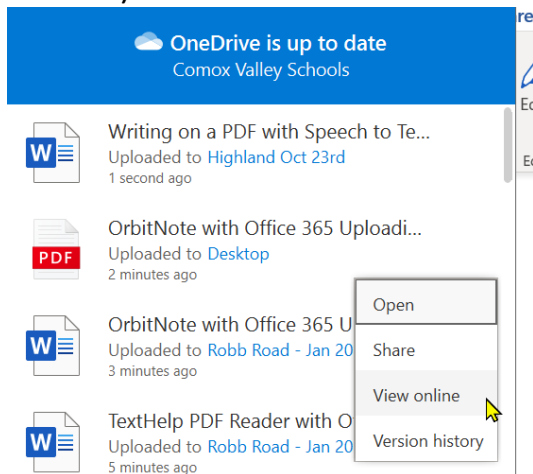 OneDrive is up to date
Comox Valley Schools
Writing on a PDF with Speech to Te...
Uploaded to Highland Oct 23rd
1 second ago
OrbitNote with Office 365 Uploadi...
Uploaded to Desktop
2 minutes ago
OrbitNote with Office 365 U
Uploaded to Robb Road - Jan 20
3 minutes ago
TextHelp PDF Reader with O
Uploaded to Robb Road - Jan 20
5 minutes ago
Open
Share
View online
Version history
W
PDF
W
W